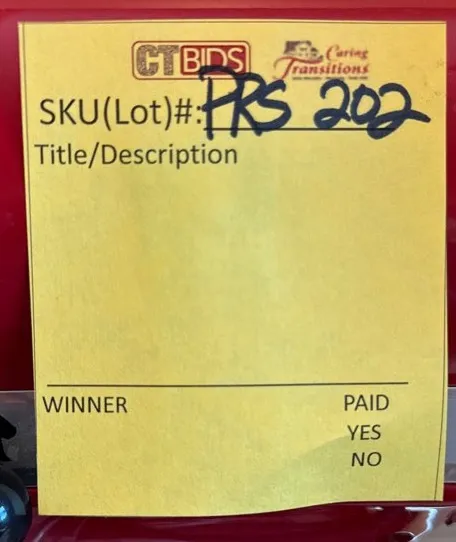 CTBIDS
Caring Transitions
SKU(Lot)#: PRS 202
Title/Description
WINNER PAID
YES
NO